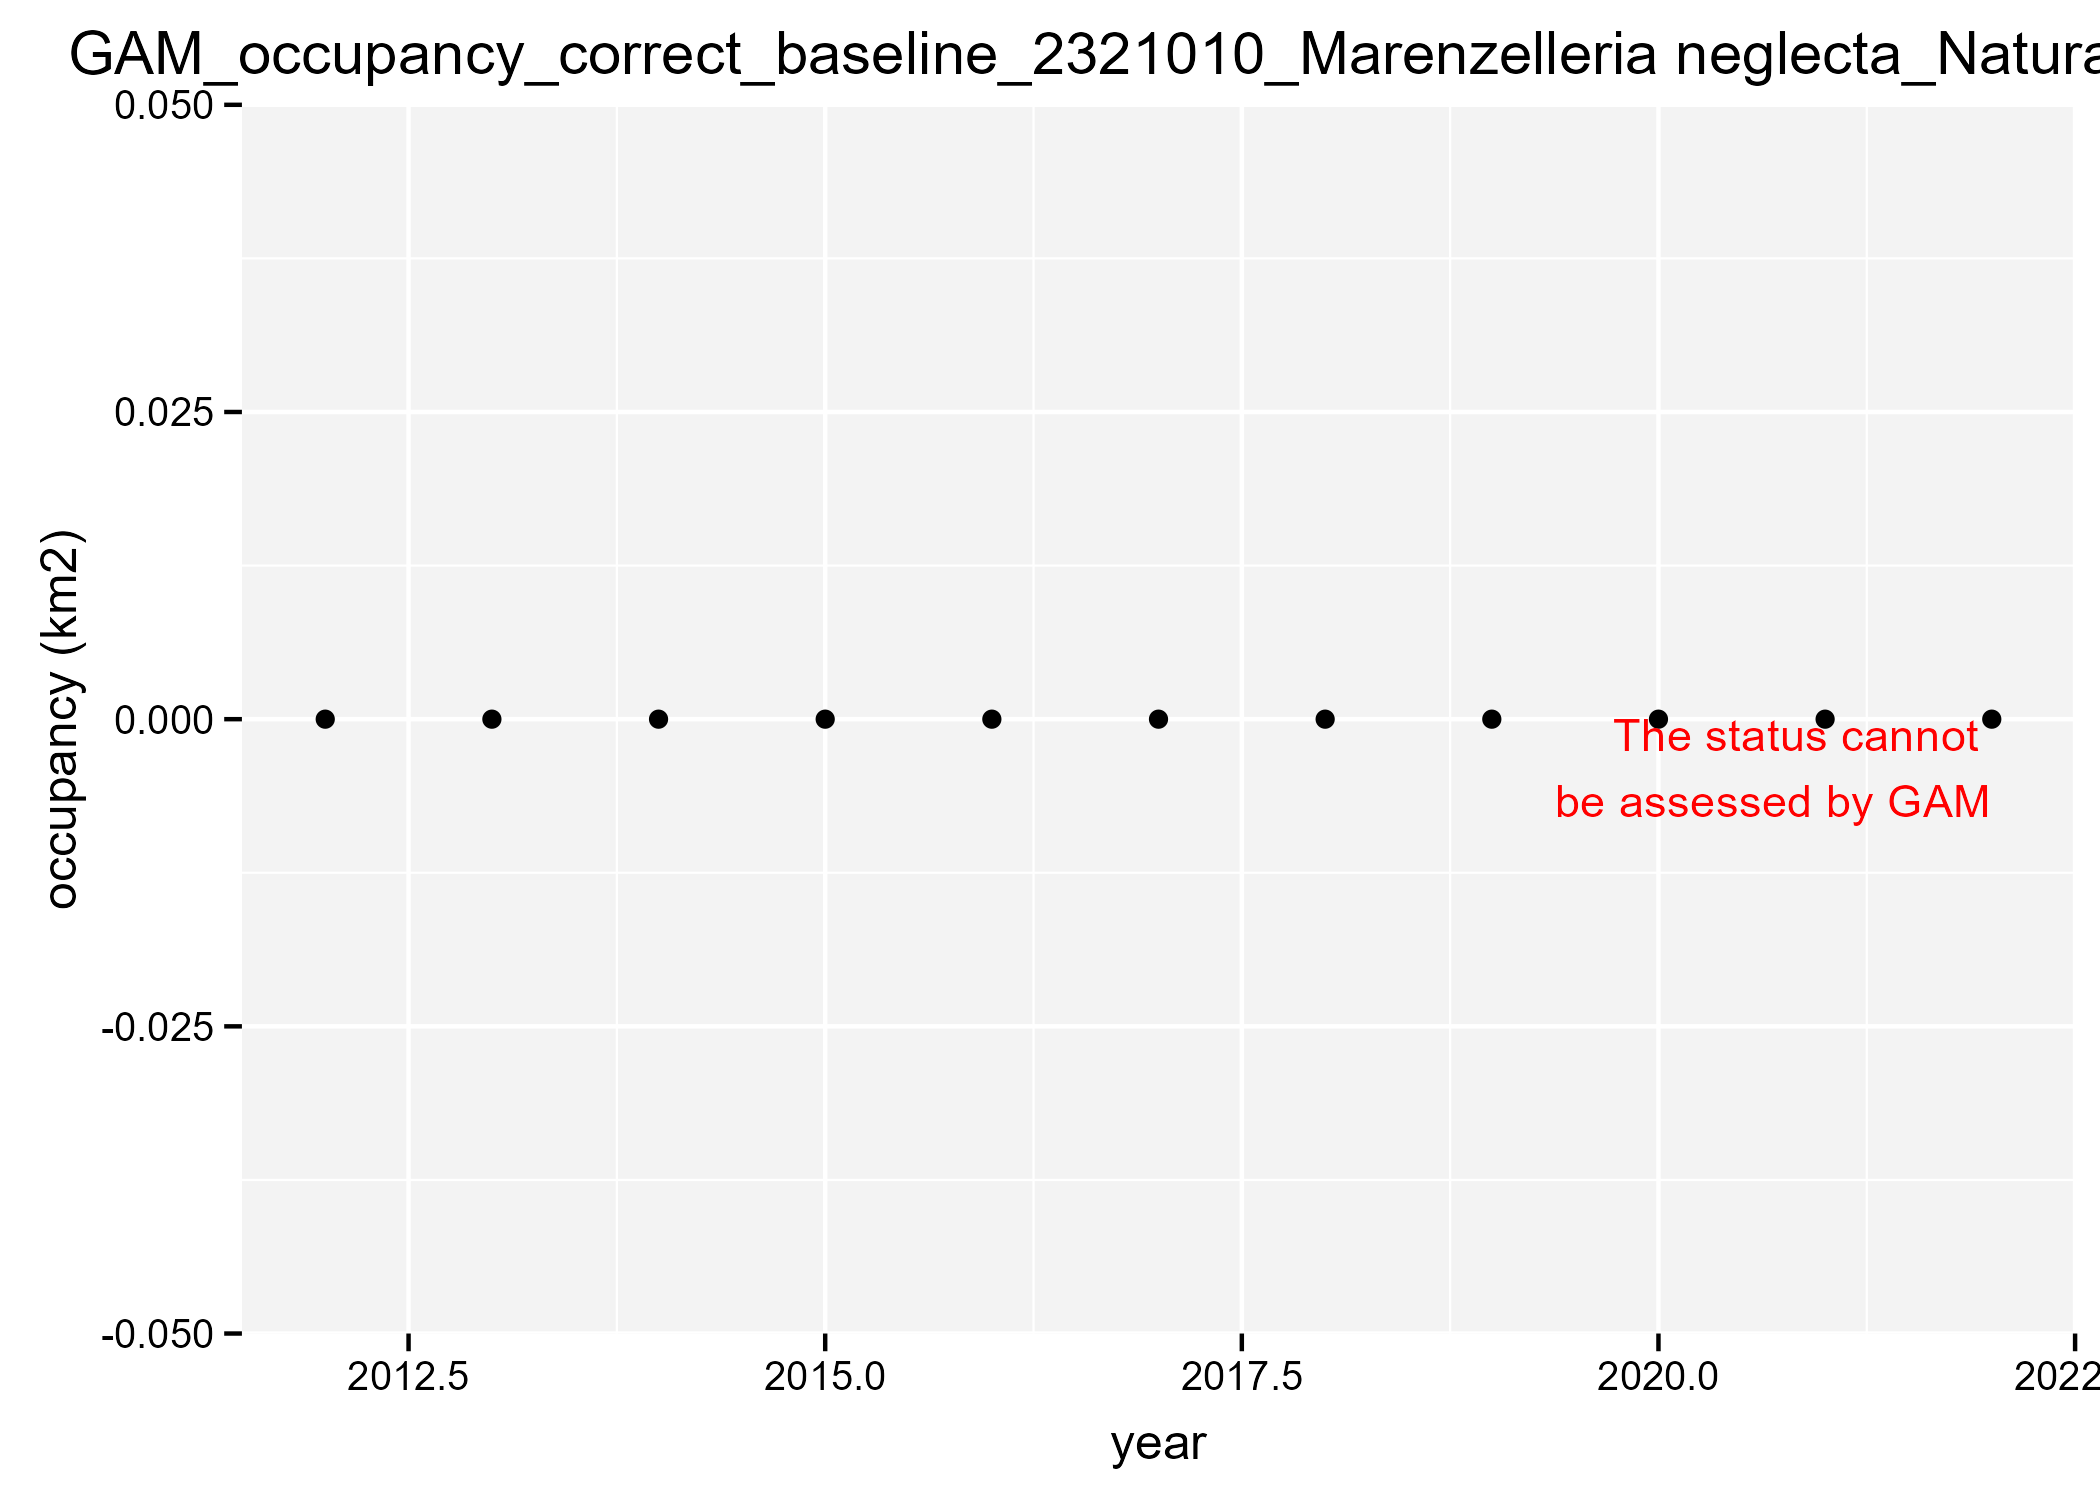 GAM_occupancy_correct_baseline_2321010_Marenzelleria neglecta_Natura
0.050
0.025
0.000
-0.025
-0.050
occupancy (km2)
The status cannot
be assessed by GAM
2012.5
2015.0
2017.5
2020.0
2022
year